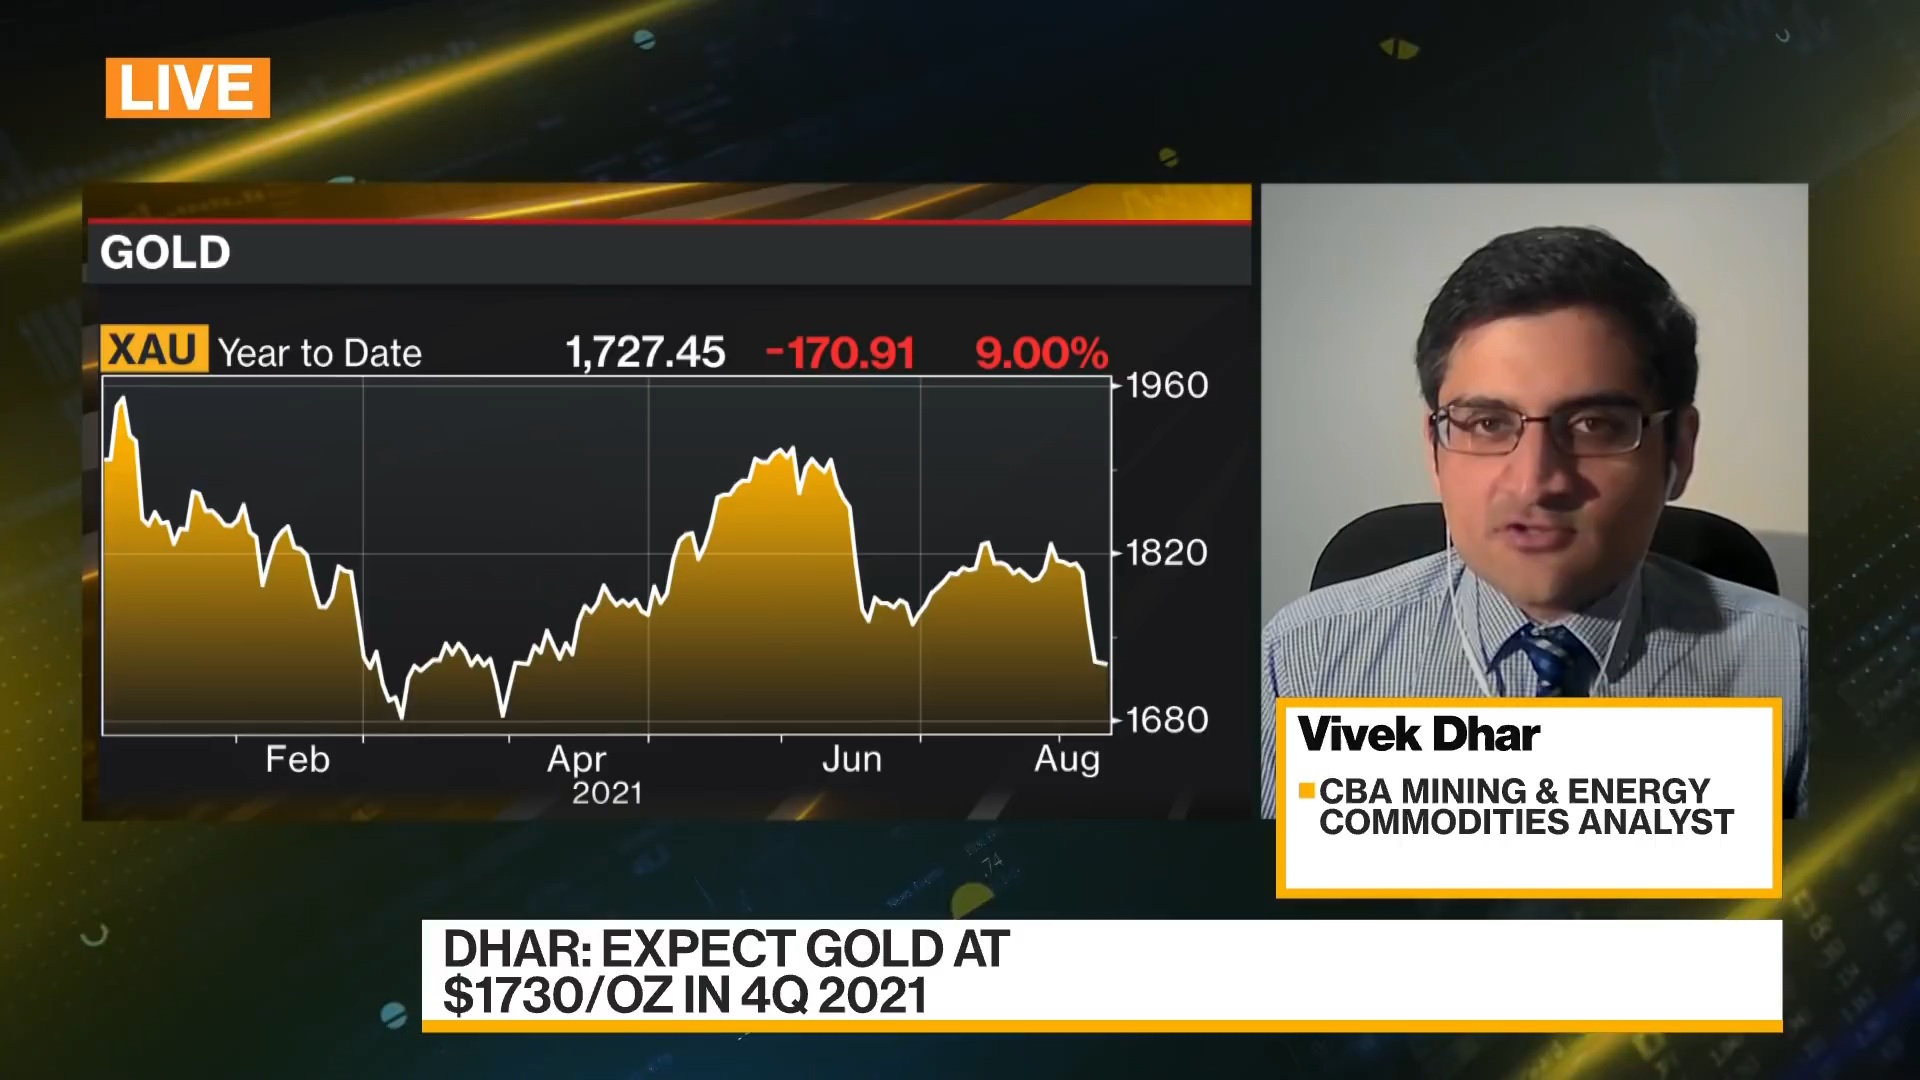 LIVE
GOLD
XAU Year to Date 1,727.45 -170.91 9.00%
1960
1820
1680
Feb Apr Jun Aug
2021
Vivek Dhar
CBA MINING & ENERGY
COMMODITIES ANALYST
DHAR: EXPECT GOLD AT
$1730/OZ IN 4Q 2021